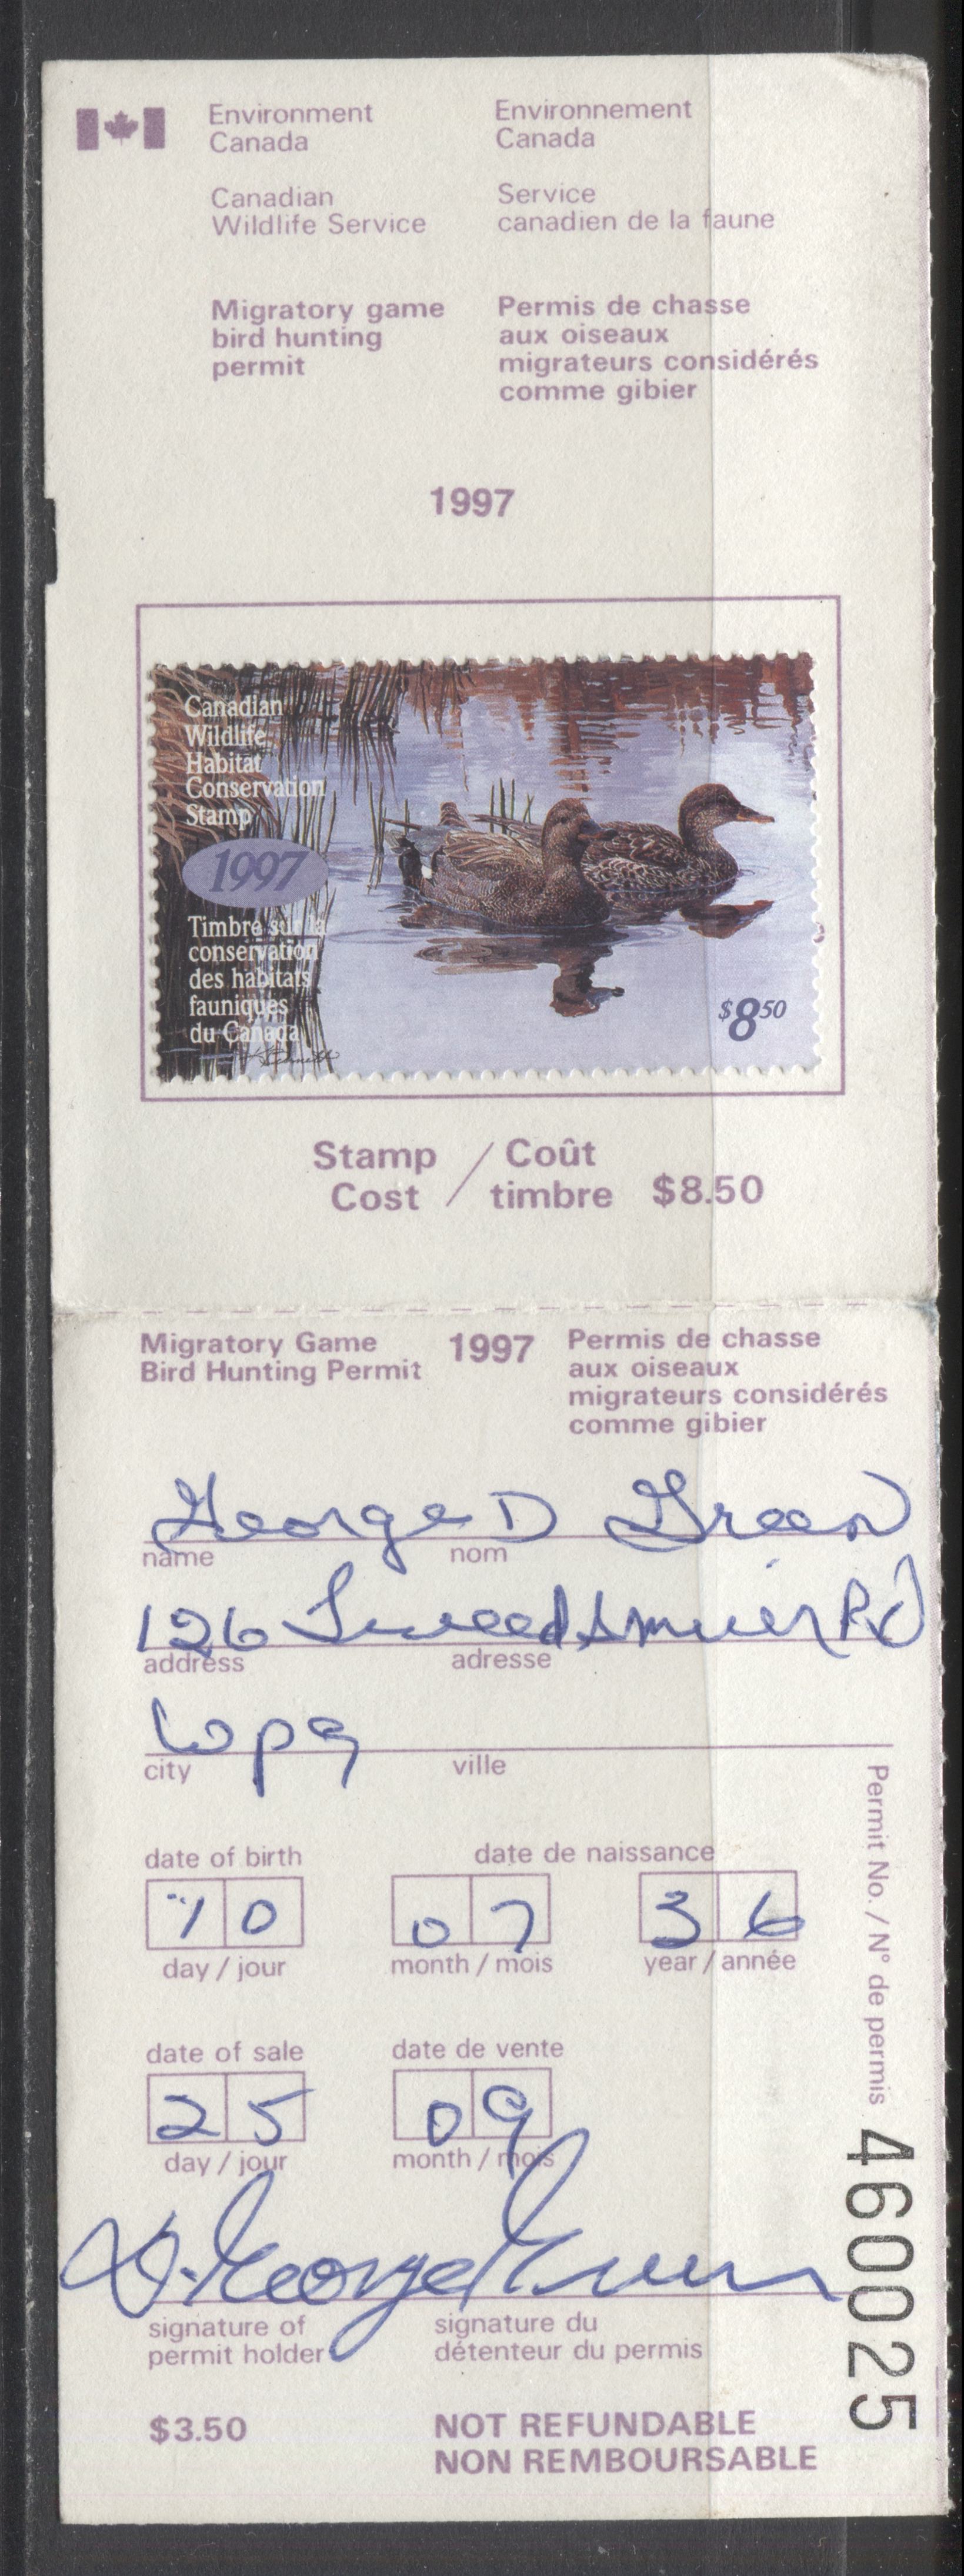 Environment
Canada
Environnement
Canada
Canadian
Wildlife Service
Service
canadien de la faune
Migratory game
bird hunting
permit
Permis de chasse
aux oiseaux
migrateurs considérés
comme gibier
1997
Canadian
Wildlife
Habitat
Conservation
Stamp
1997
Timbre sur la
conservation
des habitats
fauniques
du Canada
$8.50
Stamp / Coût
Cost / timbre $8.50
Migratory Game
Bird Hunting Permit
1997
Permis de chasse
aux oiseaux
migrateurs considérés
comme gibier
George D Green
name nom
126 Tweedsmuir Rd
address adresse
Wpg
city ville
date of birth date de naissance
10 07 36
day / jour month / mois year / année
date of sale date de vente
25 09
day / jour month / mois
D. George Green
signature of
permit holder
signature du
détenteur du permis
$3.50
NOT REFUNDABLE
NON REMBOURSABLE
Permit No. / N° de permis 460025